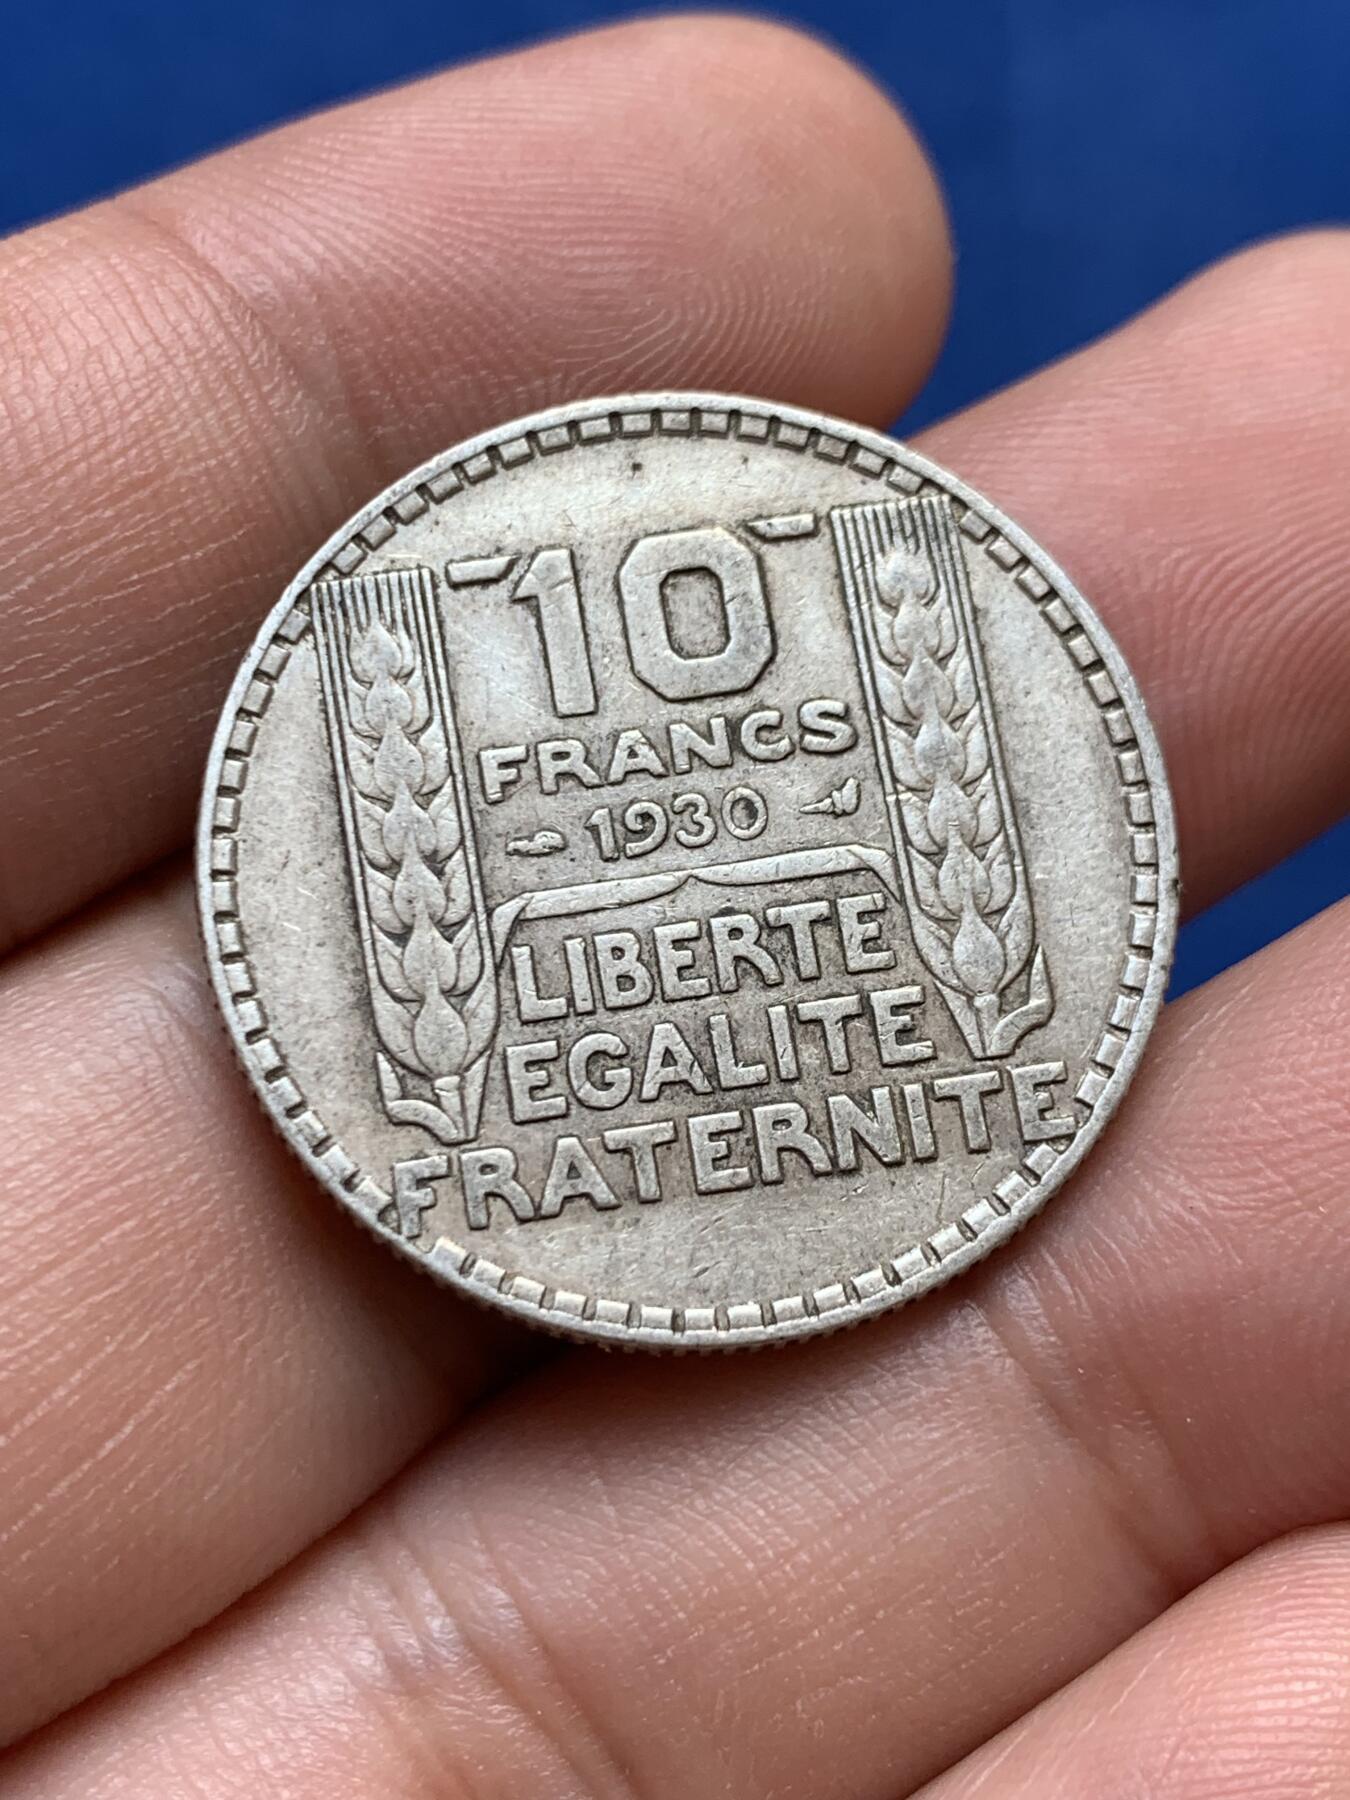 10
FRANCS
1930
LIBERTE
EGALITE
FRATERNITE